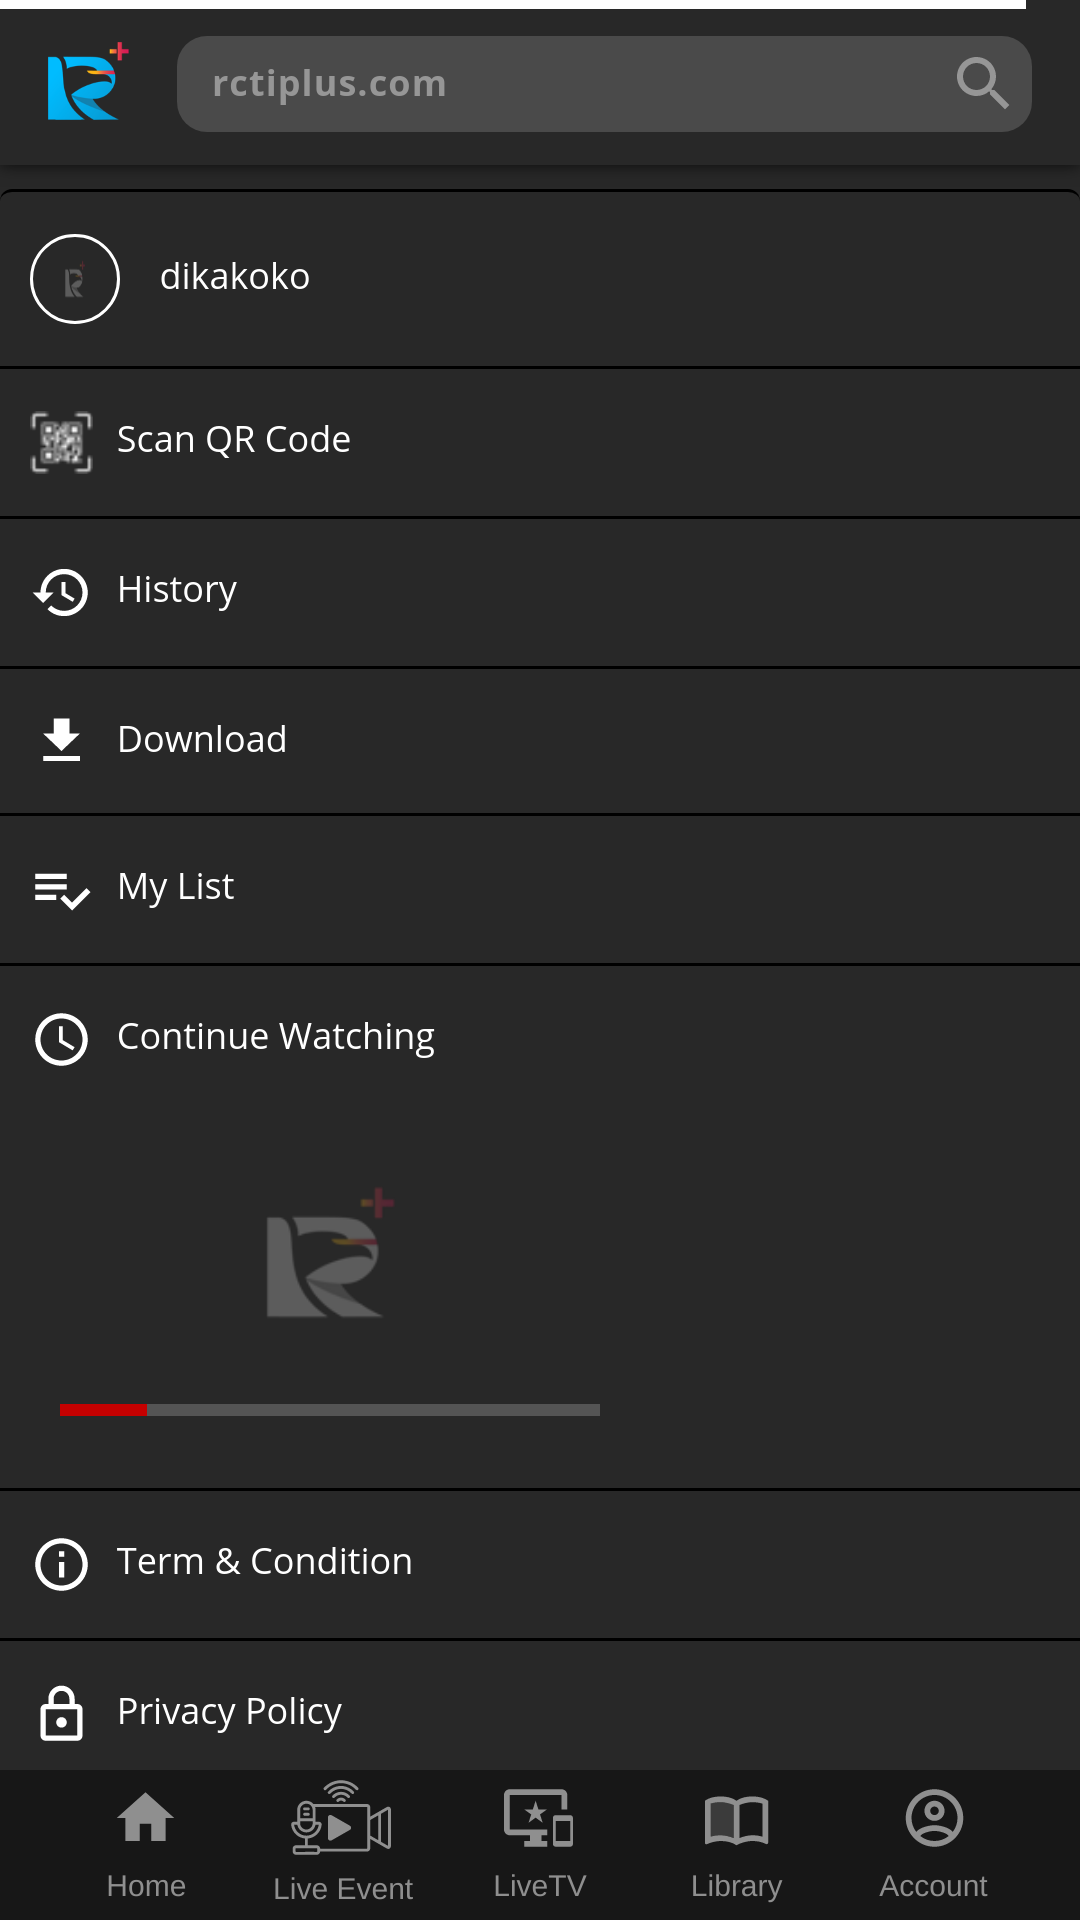 rctiplus.com
dikakoko
Scan QR Code
History
Download
My List
Continue Watching
Term & Condition
Privacy Policy
Home
Live Event
LiveTV
Library
Account